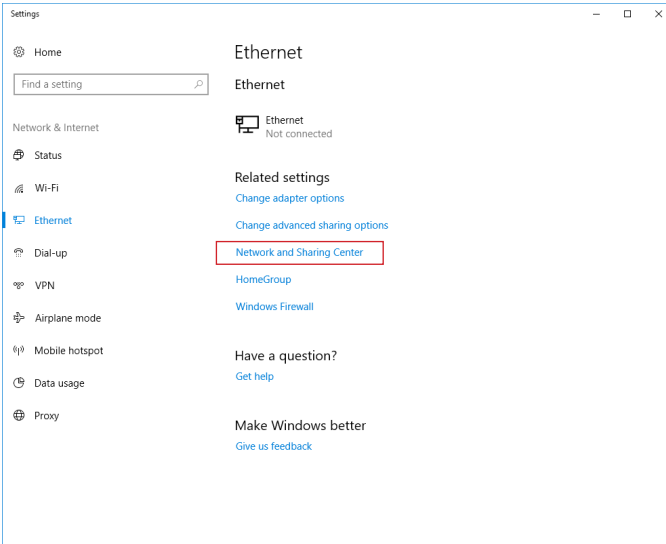 Settings
Home
Find a setting
Network & Internet
Status
Wi-Fi
Ethernet
Dial-up
VPN
Airplane mode
Mobile hotspot
Data usage
Proxy
Ethernet
Ethernet
Ethernet
Not connected
Related settings
Change adapter options
Change advanced sharing options
Network and Sharing Center
HomeGroup
Windows Firewall
Have a question?
Get help
Make Windows better
Give us feedback